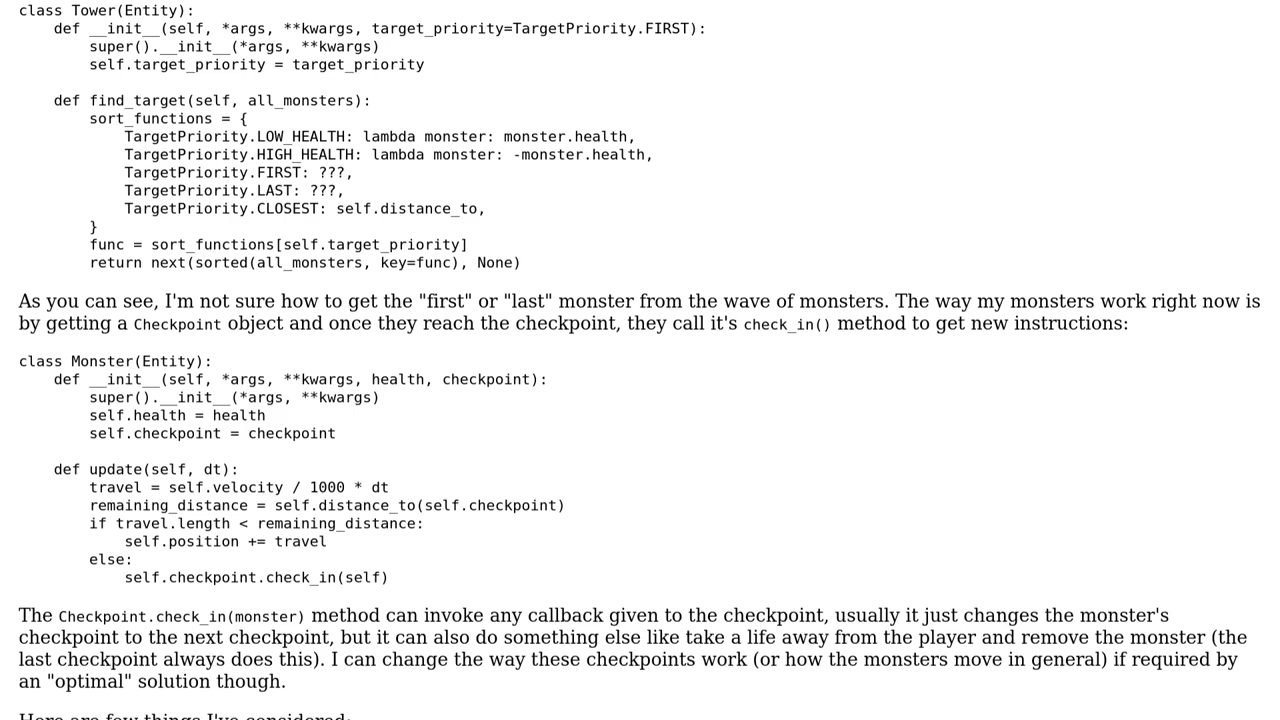 class Tower(Entity):
    def __init__(self, *args, **kwargs, target_priority=TargetPriority.FIRST):
        super().__init__(*args, **kwargs)
        self.target_priority = target_priority

    def find_target(self, all_monsters):
        sort_functions = {
            TargetPriority.LOW_HEALTH: lambda monster: monster.health,
            TargetPriority.HIGH_HEALTH: lambda monster: -monster.health,
            TargetPriority.FIRST: ???,
            TargetPriority.LAST: ???,
            TargetPriority.CLOSEST: self.distance_to,
        }
        func = sort_functions[self.target_priority]
        return next(sorted(all_monsters, key=func), None)

As you can see, I'm not sure how to get the "first" or "last" monster from the wave of monsters. The way my monsters work right now is
by getting a Checkpoint object and once they reach the checkpoint, they call it's check_in() method to get new instructions:

class Monster(Entity):
    def __init__(self, *args, **kwargs, health, checkpoint):
        super().__init__(*args, **kwargs)
        self.health = health
        self.checkpoint = checkpoint

    def update(self, dt):
        travel = self.velocity / 1000 * dt
        remaining_distance = self.distance_to(self.checkpoint)
        if travel.length < remaining_distance:
            self.position += travel
        else:
            self.checkpoint.check_in(self)

The Checkpoint.check_in(monster) method can invoke any callback given to the checkpoint, usually it just changes the monster's
checkpoint to the next checkpoint, but it can also do something else like take a life away from the player and remove the monster (the
last checkpoint always does this). I can change the way these checkpoints work (or how the monsters move in general) if required by
an "optimal" solution though.

Here are few things I've considered: